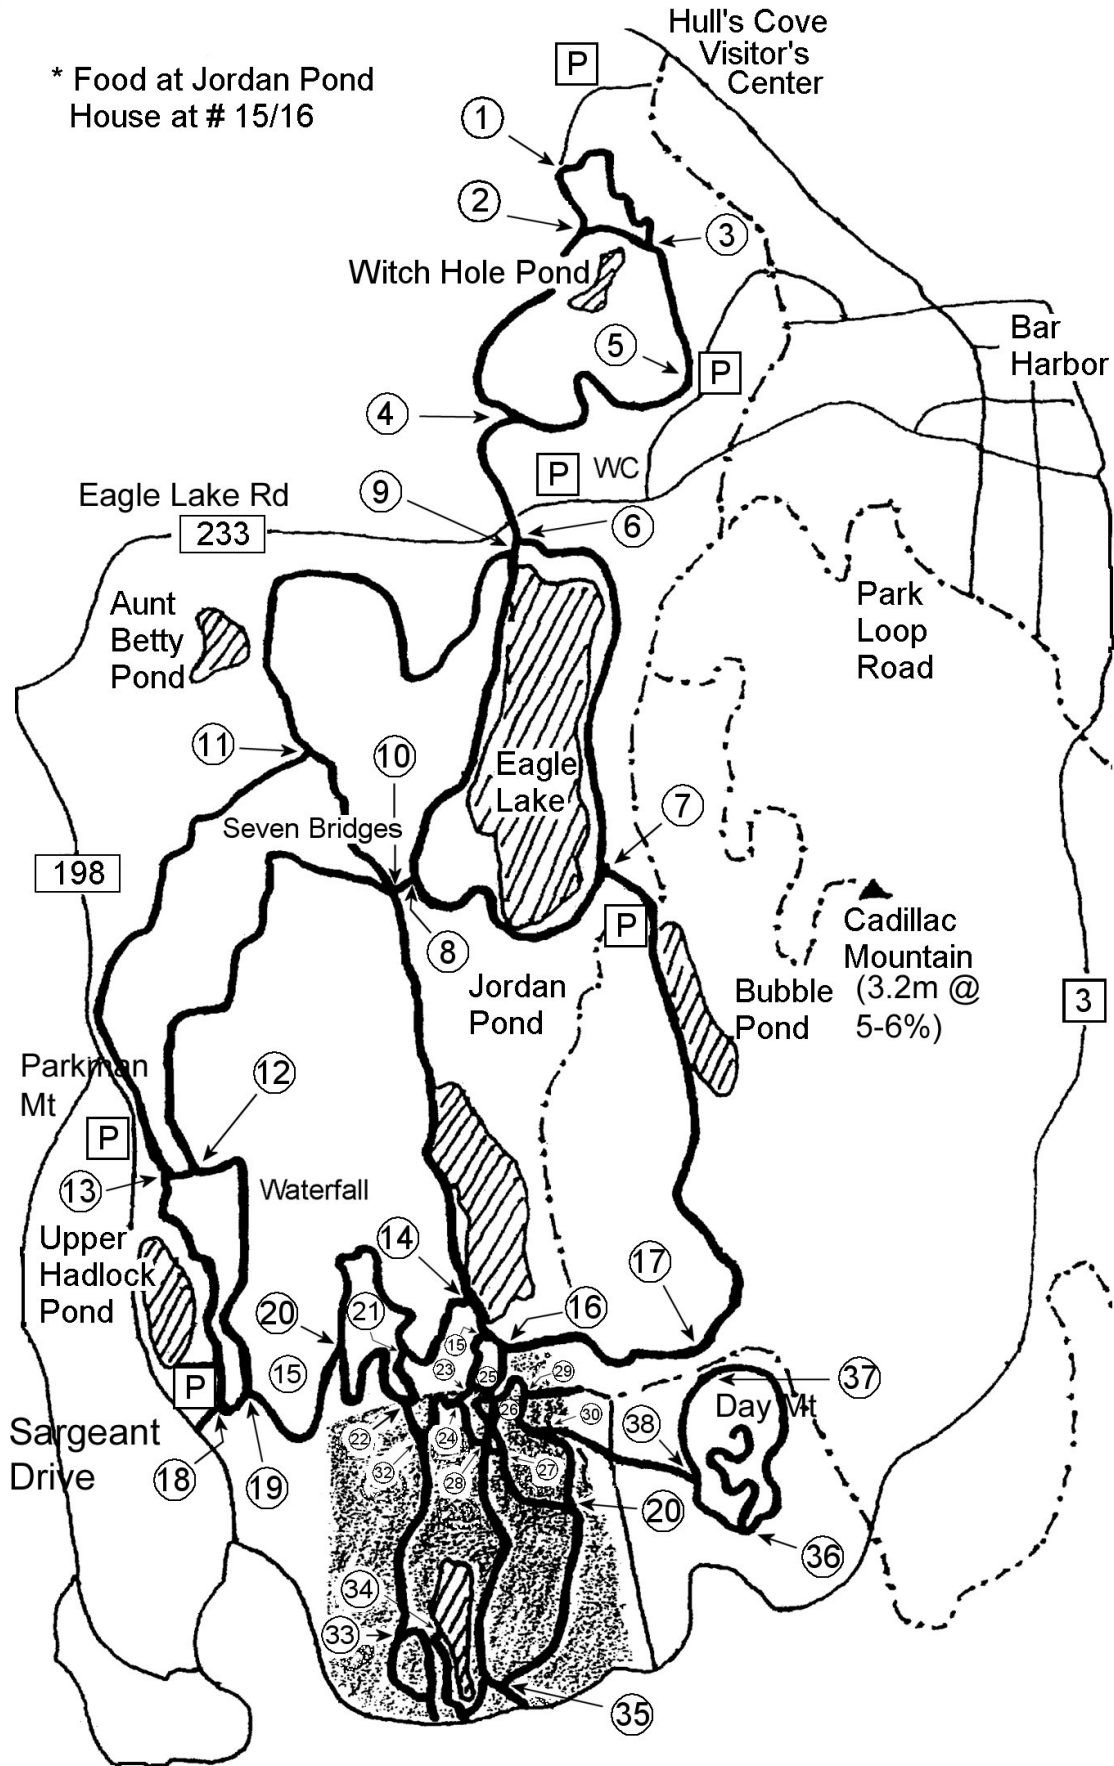 Hull's Cove
Visitor's
Center
P
* Food at Jordan Pond
House at # 15/16
1
2
3
Witch Hole Pond
Bar
Harbor
5
P
4
P
WC
9
Eagle Lake Rd
6
233
Aunt
Betty
Pond
Park
Loop
Road
11
10
Eagle
Lake
7
Seven Bridges
198
Cadillac
Mountain
(3.2m @
5-6%)
P
8
Jordan
Pond
Bubble
Pond
3
Parkman
Mt
12
P
13
Waterfall
Upper
Hadlock
Pond
14
17
20
21
16
15
15
23
25
29
P
37
Day Mt
26
30
38
Sargeant
Drive
22
24
18
19
32
28
27
20
36
34
33
35